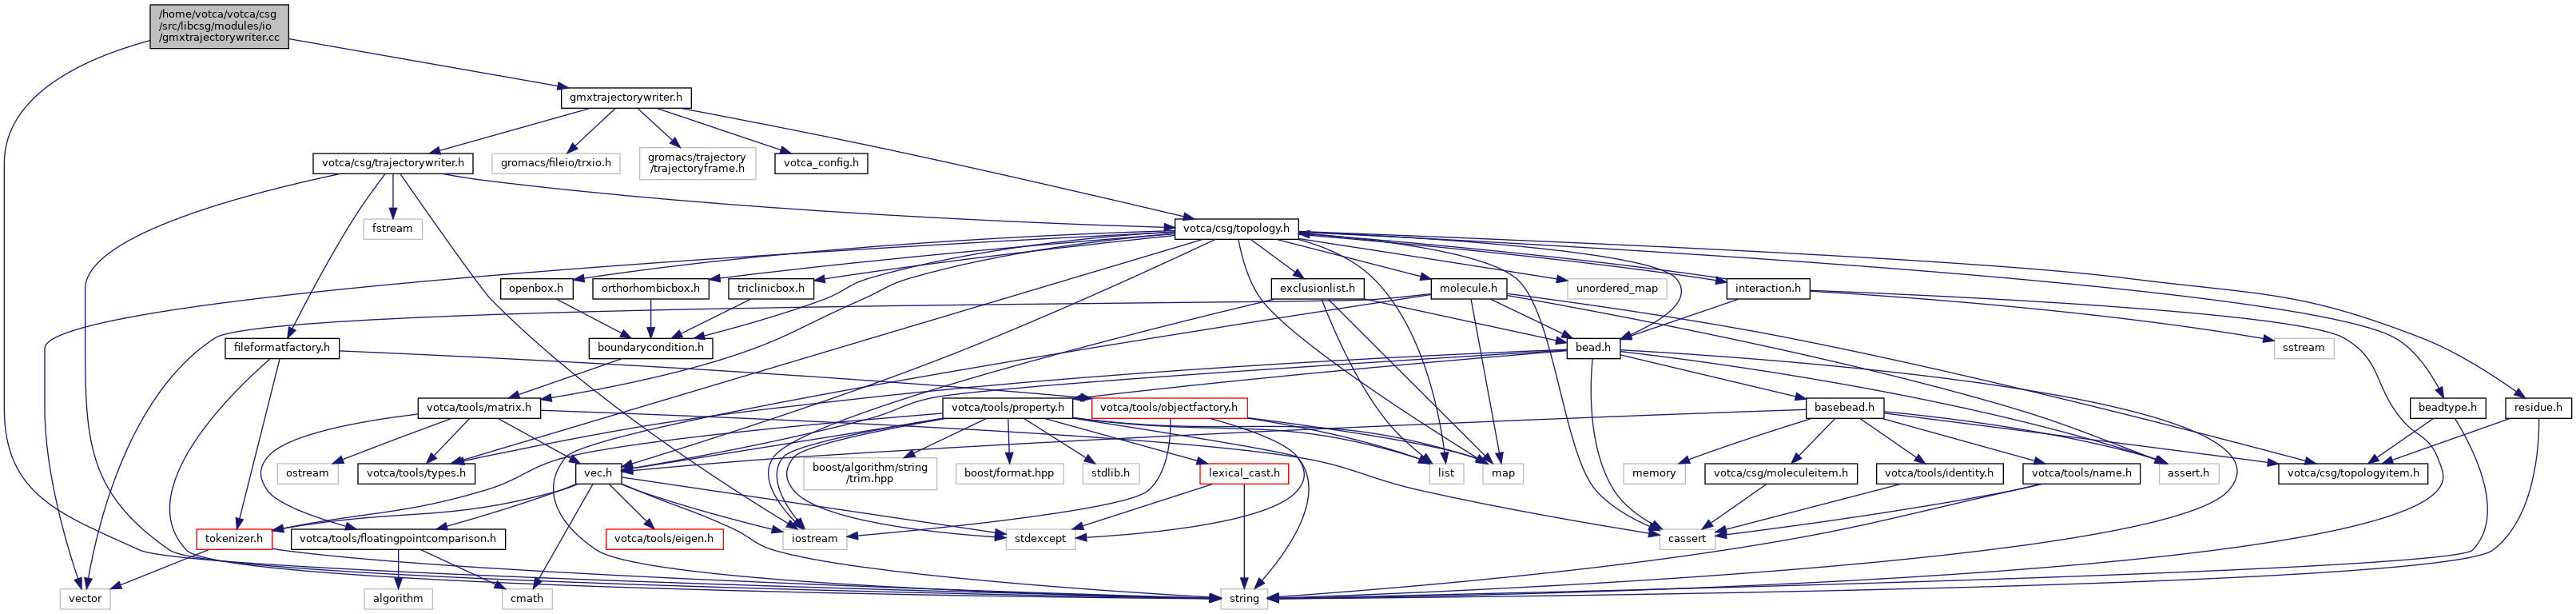 /home/votca/votca/csg
/src/libcsg/modules/io
/gmxtrajectorywriter.cc
gmxtrajectorywriter.h
votca/csg/trajectorywriter.h
gromacs/fileio/trxio.h
gromacs/trajectory
/trajectoryframe.h
votca_config.h
fstream
votca/csg/topology.h
openbox.h
orthorhombicbox.h
triclinicbox.h
exclusionlist.h
molecule.h
unordered_map
interaction.h
fileformatfactory.h
boundarycondition.h
bead.h
sstream
votca/tools/matrix.h
votca/tools/property.h
votca/tools/objectfactory.h
basebead.h
beadtype.h
residue.h
ostream
votca/tools/types.h
vec.h
boost/algorithm/string
/trim.hpp
boost/format.hpp
stdlib.h
lexical_cast.h
list
map
memory
votca/csg/moleculeitem.h
votca/tools/identity.h
votca/tools/name.h
assert.h
votca/csg/topologyitem.h
tokenizer.h
votca/tools/floatingpointcomparison.h
votca/tools/eigen.h
iostream
stdexcept
cassert
vector
algorithm
cmath
string